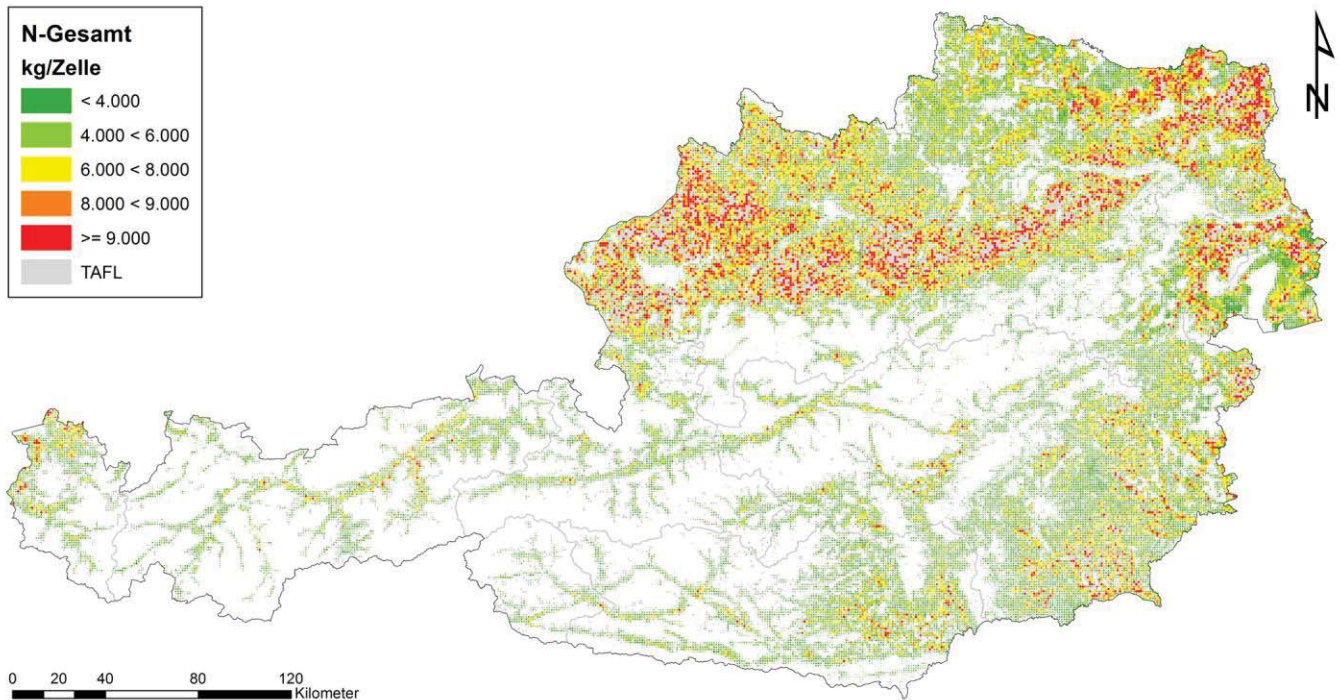 N-Gesamt
kg/Zelle
< 4.000
4.000 < 6.000
6.000 < 8.000
8.000 < 9.000
>= 9.000
TAFL
N
0 20 40 80 120
Kilometer